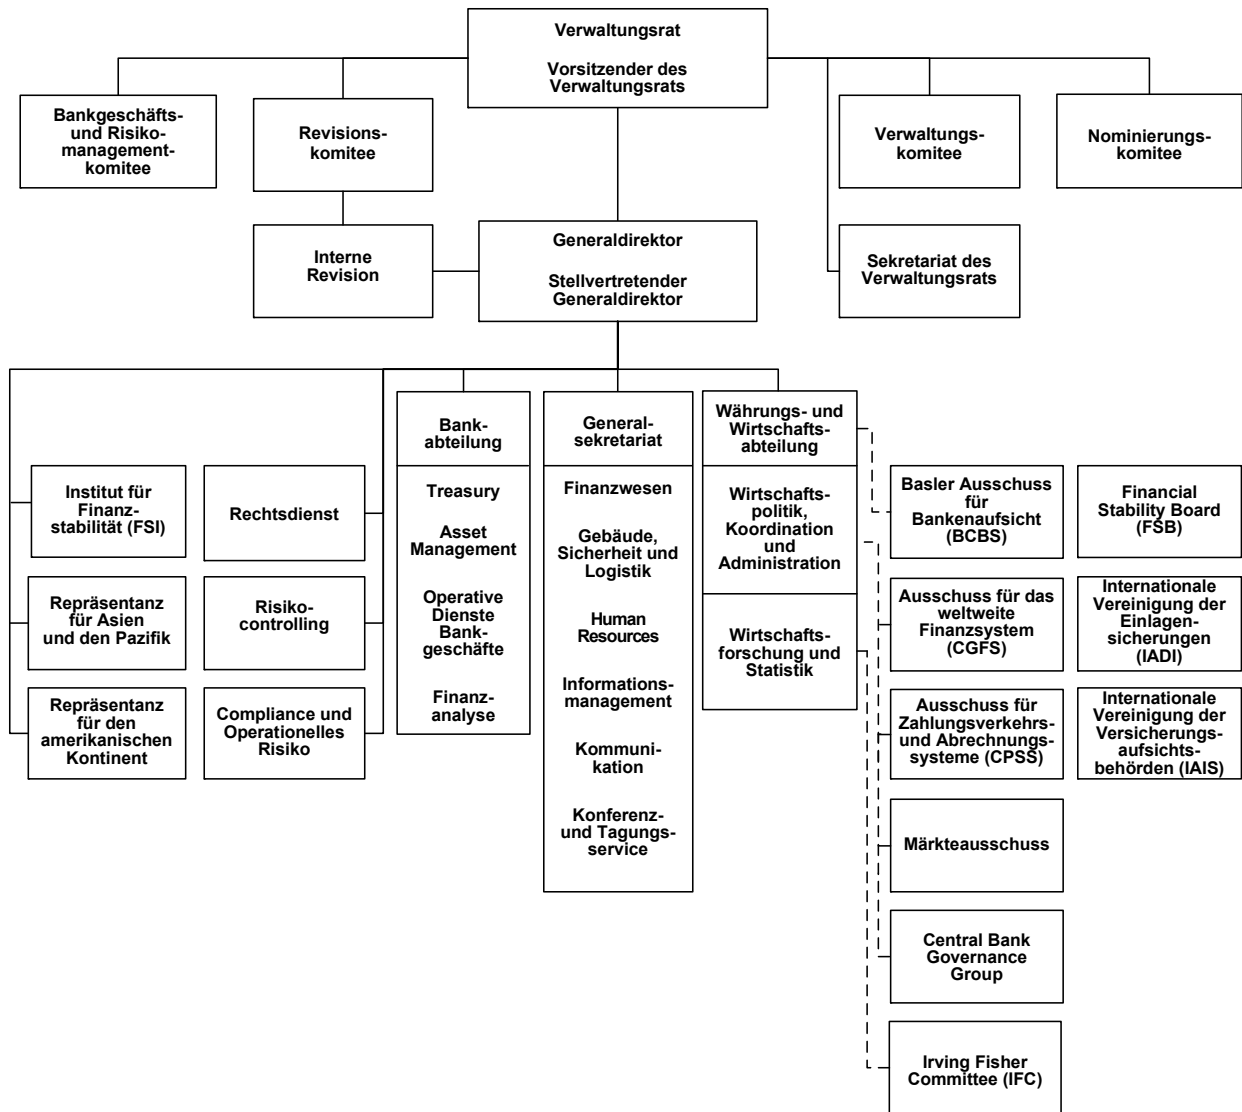 Verwaltungsrat
Vorsitzender des
Verwaltungsrats
Bankgeschäfts-
und Risiko-
management-
komitee
Revisions-
komitee
Verwaltungs-
komitee
Nominierungs-
komitee
Interne
Revision
Generaldirektor
Stellvertretender
Generaldirektor
Sekretariat des
Verwaltungsrats
Institut für
Finanz-
stabilität (FSI)
Repräsentanz
für Asien
und den Pazifik
Repräsentanz
für den
amerikanischen
Kontinent
Rechtsdienst
Risiko-
controlling
Compliance und
Operationelles
Risiko
Bank-
abteilung
Treasury
Asset
Management
Operative
Dienste
Bank-
geschäfte
Finanz-
analyse
General-
sekretariat
Finanzwesen
Gebäude,
Sicherheit und
Logistik
Human
Resources
Informations-
management
Kommuni-
kation
Konferenz-
und Tagungs-
service
Währungs- und
Wirtschafts-
abteilung
Wirtschafts-
politik,
Koordination
und
Administration
Wirtschafts-
forschung und
Statistik
Basler Ausschuss
für
Bankenaufsicht
(BCBS)
Ausschuss für das
weltweite
Finanzsystem
(CGFS)
Ausschuss für
Zahlungsverkehrs-
und Abrechnungs-
systeme (CPSS)
Märkteausschuss
Central Bank
Governance
Group
Irving Fisher
Committee (IFC)
Financial
Stability Board
(FSB)
Internationale
Vereinigung der
Einlagen-
sicherungen
(IADI)
Internationale
Vereinigung der
Versicherungs-
aufsichts-
behörden (IAIS)